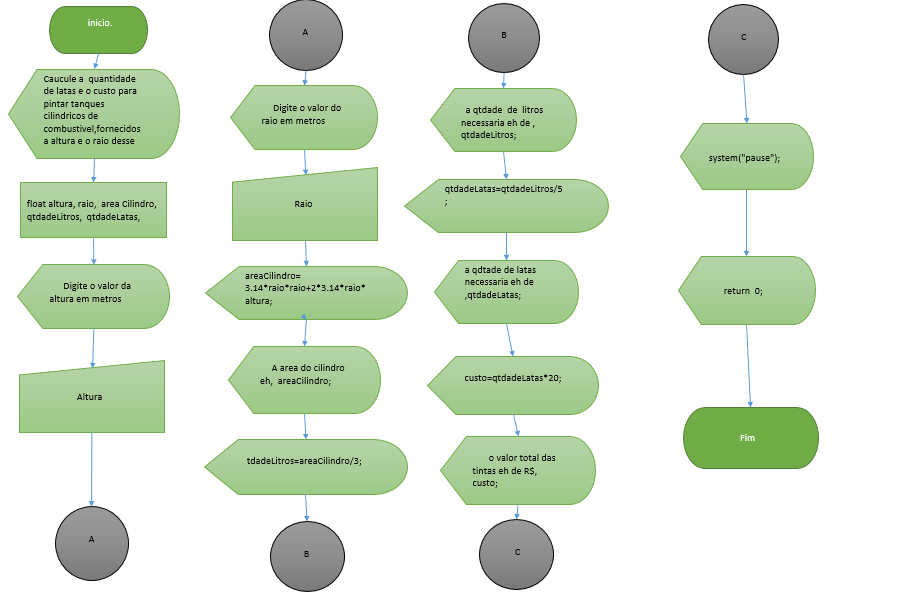 inicio.
Caucule a quantidade
de latas e o custo para
pintar tanques
cilindricos de
combustivel,fornecidos
a altura e o raio desse
float altura, raio, area Cilindro,
qtdadeLitros, qtdadeLatas,
Digite o valor da
altura em metros
Altura
A
A
Digite o valor do
raio em metros
Raio
areaCilindro=
3.14*raio*raio+2*3.14*raio*
altura;
A area do cilindro
eh, areaCilindro;
tdadeLitros=areaCilindro/3;
B
B
a qtdade de litros
necessaria eh de ,
qtdadeLitros;
qtdadeLatas=qtdadeLitros/5
;
a qdtade de latas
necessaria eh de
,qtdadeLatas;
custo=qtdadeLatas*20;
o valor total das
tintas eh de R$,
custo;
C
C
system("pause");
return 0;
Fim